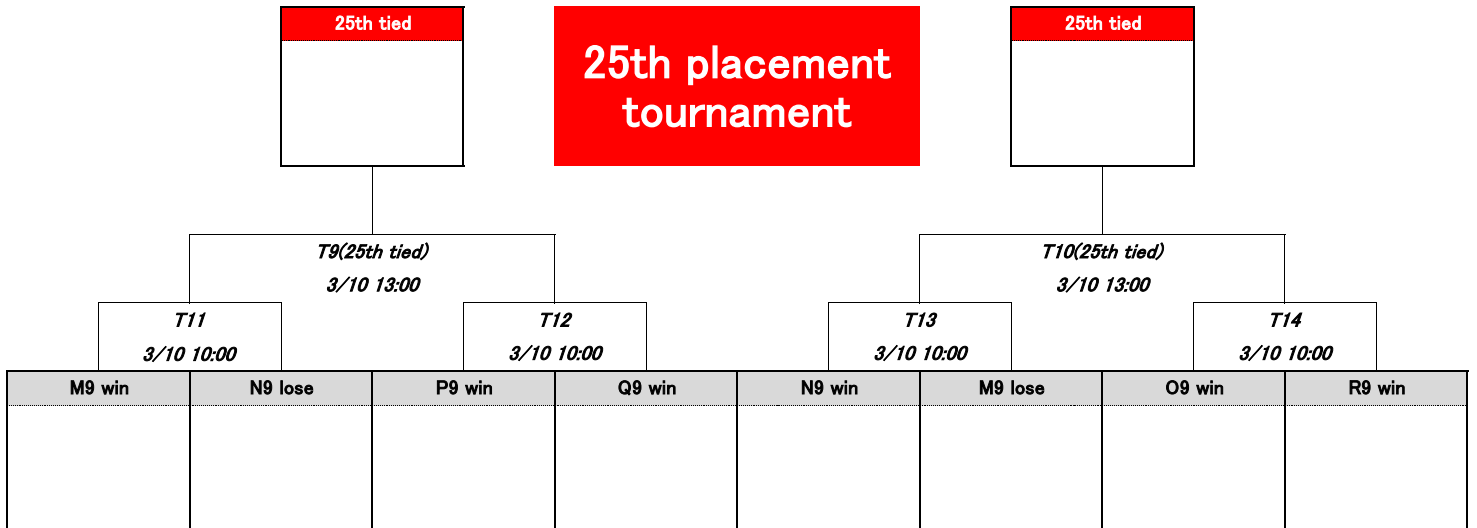 25th tied
25th placement
tournament
25th tied
T9(25th tied)
3/10 13:00
T10(25th tied)
3/10 13:00
T11
3/10 10:00
T12
3/10 10:00
T13
3/10 10:00
T14
3/10 10:00
M9 win
N9 lose
P9 win
Q9 win
N9 win
M9 lose
O9 win
R9 win